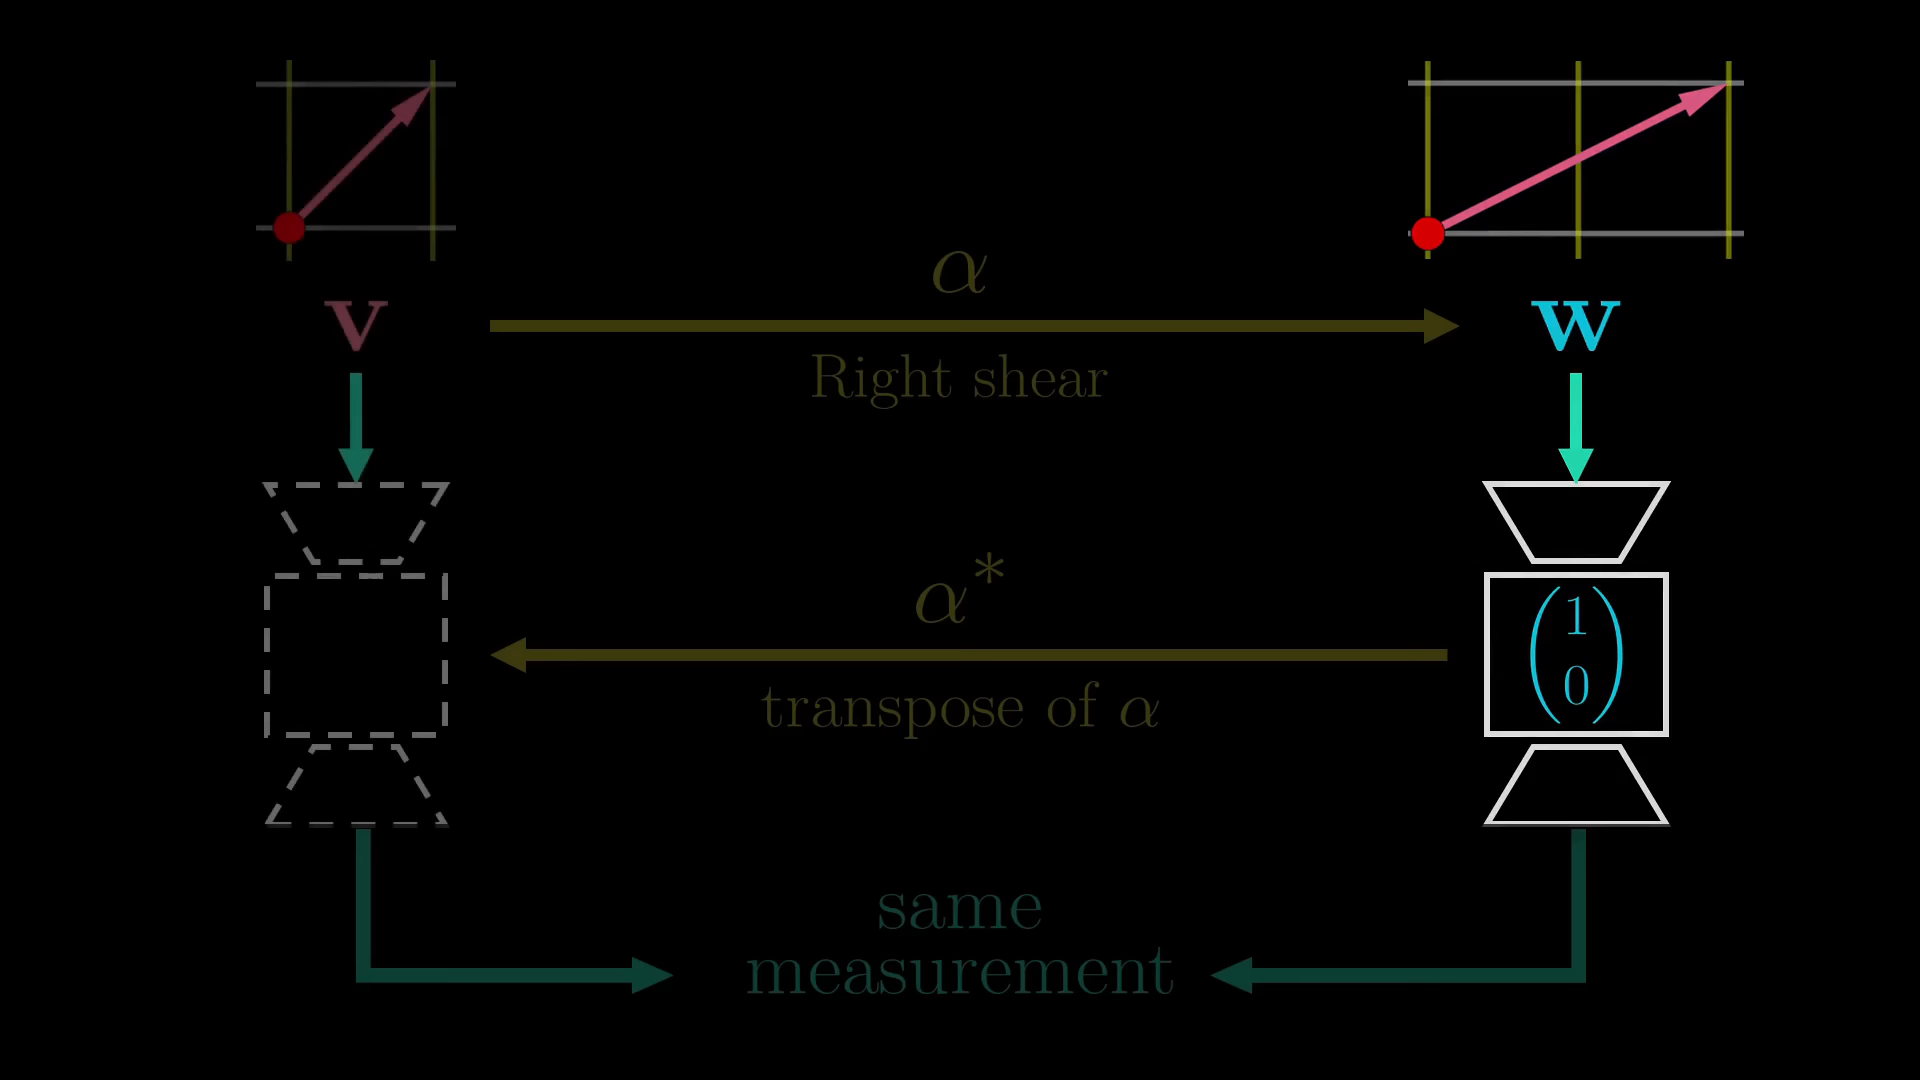 α
v
w
Right shear
α*
1
0
transpose of α
same
measurement